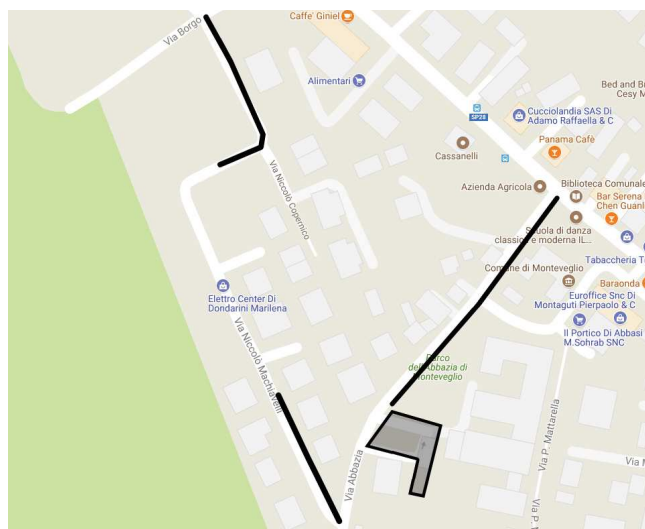 Caffe' Giniel
Via Borgo
Alimentari
Bed and Br
Cesy M
SP28
Cucciolandia SAS Di
Adamo Raffaella & C
Panama Cafè
Cassanelli
Via Niccolò Copernico
Azienda Agricola
Biblioteca Comunale
Bar Serena
Chen Guanl
Scuola di danza
classica e moderna IL...
Tabaccheria T
Comune di Monteveglio
Baraonda
Elettro Center Di
Dondarini Marilena
Euroffice Snc Di
Montaguti Pierpaolo & C
Il Portico Di Abbasi
M.Sohrab SNC
Via Niccolò Machiavelli
Parco
dell'Abbazia di
Monteveglio
Via P. Mattarella
Via Abbazia
Via M
Via P.